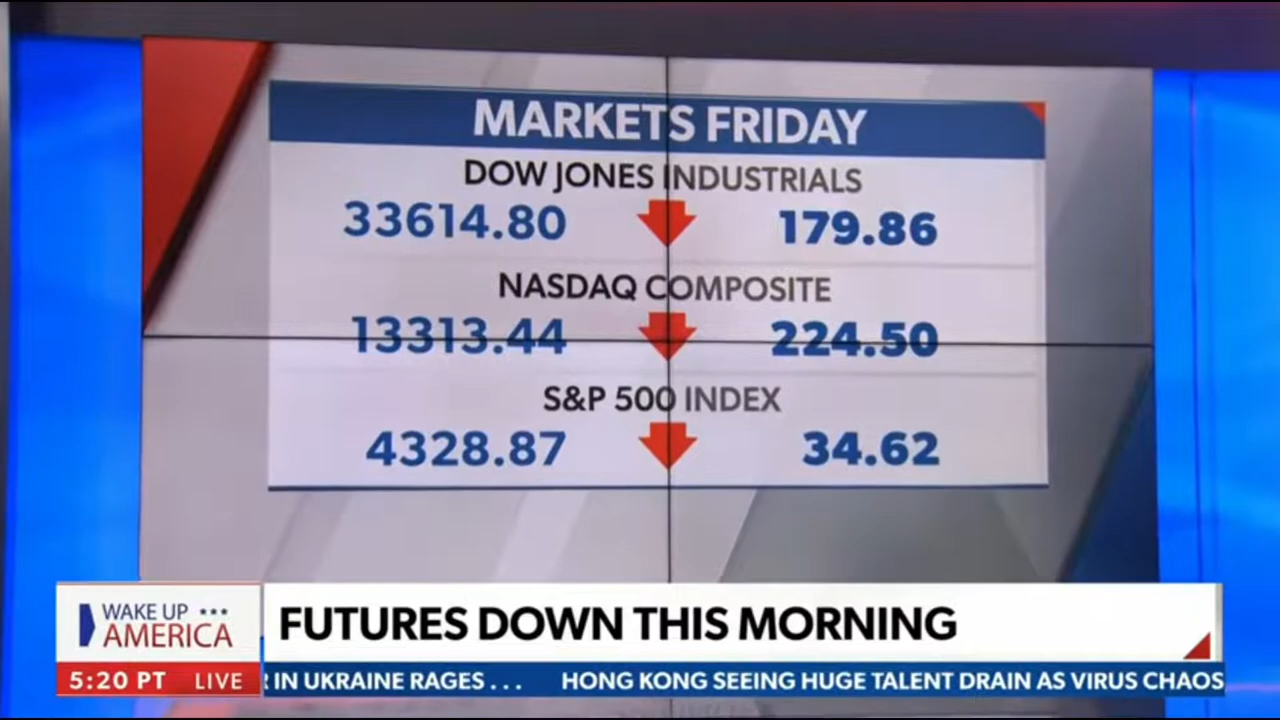 MARKETS FRIDAY
DOW JONES INDUSTRIALS
33614.80 179.86
NASDAQ COMPOSITE
13313.44 224.50
S&P 500 INDEX
4328.87 34.62
WAKE UP
AMERICA
FUTURES DOWN THIS MORNING
5:20 PT LIVE
IN UKRAINE RAGES... HONG KONG SEEING HUGE TALENT DRAIN AS VIRUS CHAOS